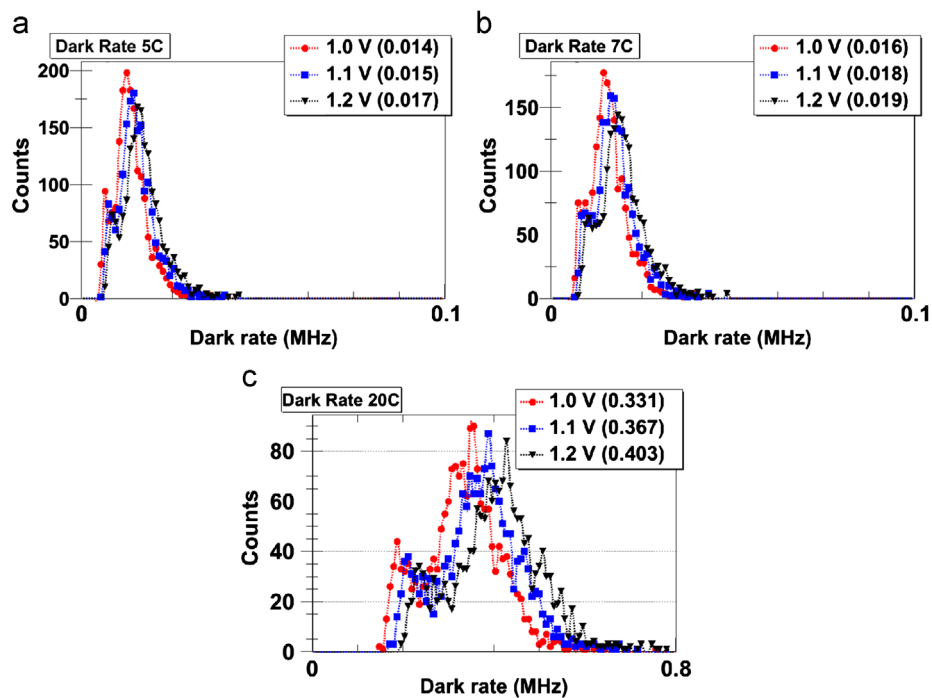 a
Dark Rate 5C
1.0 V (0.014)
1.1 V (0.015)
1.2 V (0.017)
200
150
100
50
0
Counts
0
0.1
Dark rate (MHz)
b
Dark Rate 7C
1.0 V (0.016)
1.1 V (0.018)
1.2 V (0.019)
150
100
50
0
Counts
0
0.1
Dark rate (MHz)
c
Dark Rate 20C
1.0 V (0.331)
1.1 V (0.367)
1.2 V (0.403)
80
60
40
20
0
Counts
0
0.8
Dark rate (MHz)